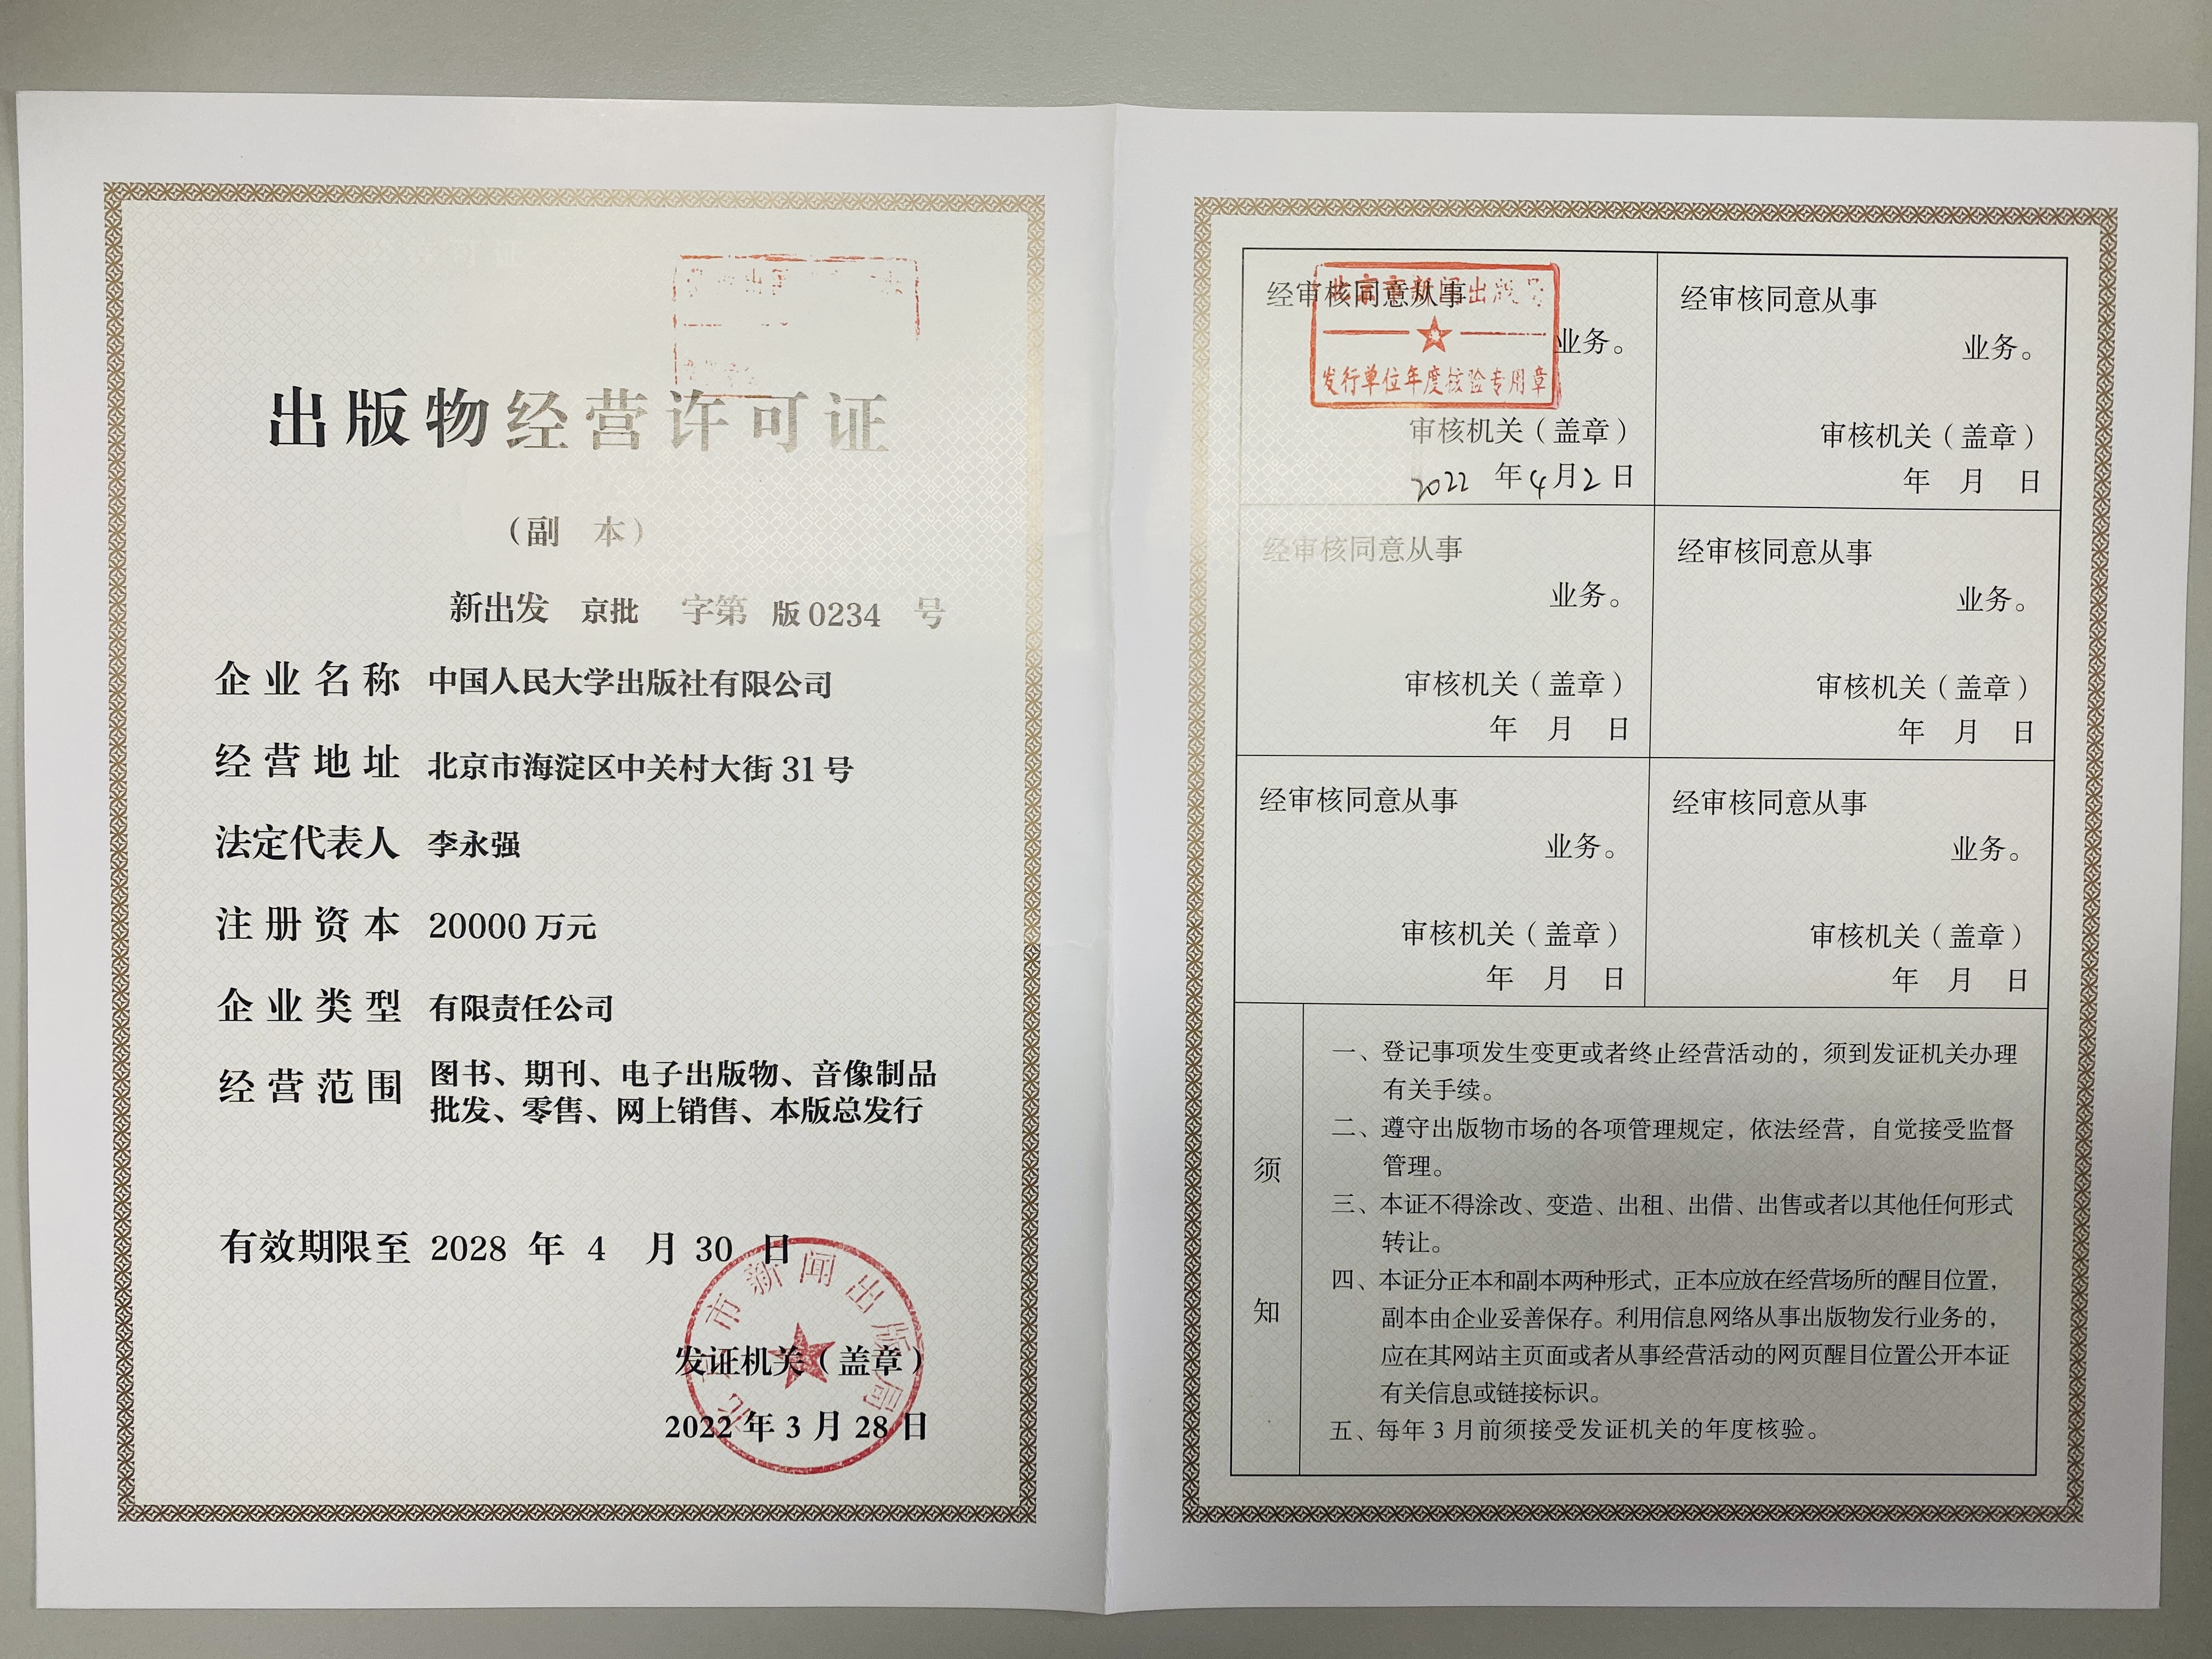 出版物经营许可证
（副 本）
新出发 京批 字第 版0234 号
企业名称 中国人民大学出版社有限公司
经营地址 北京市海淀区中关村大街31号
法定代表人 李永强
注册资本 20000万元
企业类型 有限责任公司
经营范围 图书、期刊、电子出版物、音像制品
批发、零售、网上销售、本版总发行
有效期限至 2028 年 4 月 30 日
北京市新闻出版局
发证机关（盖章）
2022年3月28日
经审核同意从事
业务。
北京市新闻出版局
发行单位年度核验专用章
审核机关（盖章）
2022 年4月2日
经审核同意从事
业务。
审核机关（盖章）
年 月 日
经审核同意从事
业务。
审核机关（盖章）
年 月 日
经审核同意从事
业务。
审核机关（盖章）
年 月 日
经审核同意从事
业务。
审核机关（盖章）
年 月 日
经审核同意从事
业务。
审核机关（盖章）
年 月 日
须知
一、登记事项发生变更或者终止经营活动的，须到发证机关办理
有关手续。
二、遵守出版物市场的各项管理规定，依法经营，自觉接受监督
管理。
三、本证不得涂改、变造、出租、出借、出售或者以其他任何形式
转让。
四、本证分正本和副本两种形式，正本应放在经营场所的醒目位置，
副本由企业妥善保存。利用信息网络从事出版物发行业务的，
应在其网站主页面或者从事经营活动的网页醒目位置公开本证
有关信息或链接标识。
五、每年3月前须接受发证机关的年度核验。